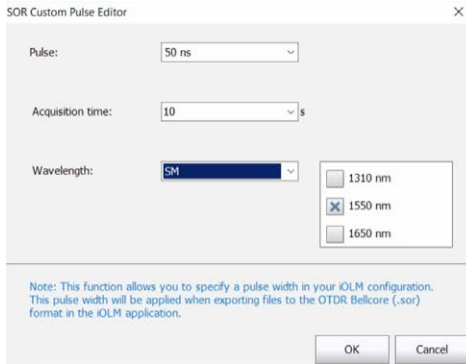 SOR Custom Pulse Editor
Pulse: 50 ns
Acquisition time: 10 s
Wavelength: SM
1310 nm
1550 nm
1650 nm
Note: This function allows you to specify a pulse width in your iOLM configuration.
This pulse width will be applied when exporting files to the OTDR Bellcore (.sor)
format in the iOLM application.
OK Cancel